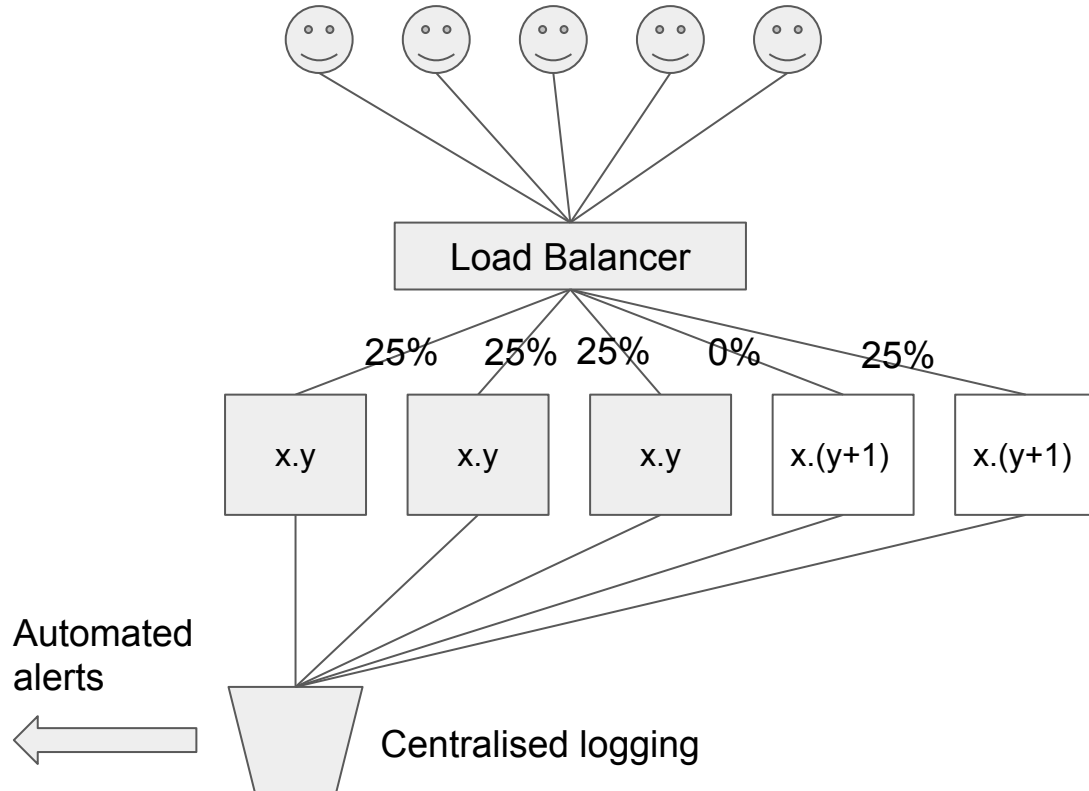 Load Balancer
25% 25% 25% 0% 25%
x.y x.y x.y x.(y+1) x.(y+1)
Automated
alerts
Centralised logging